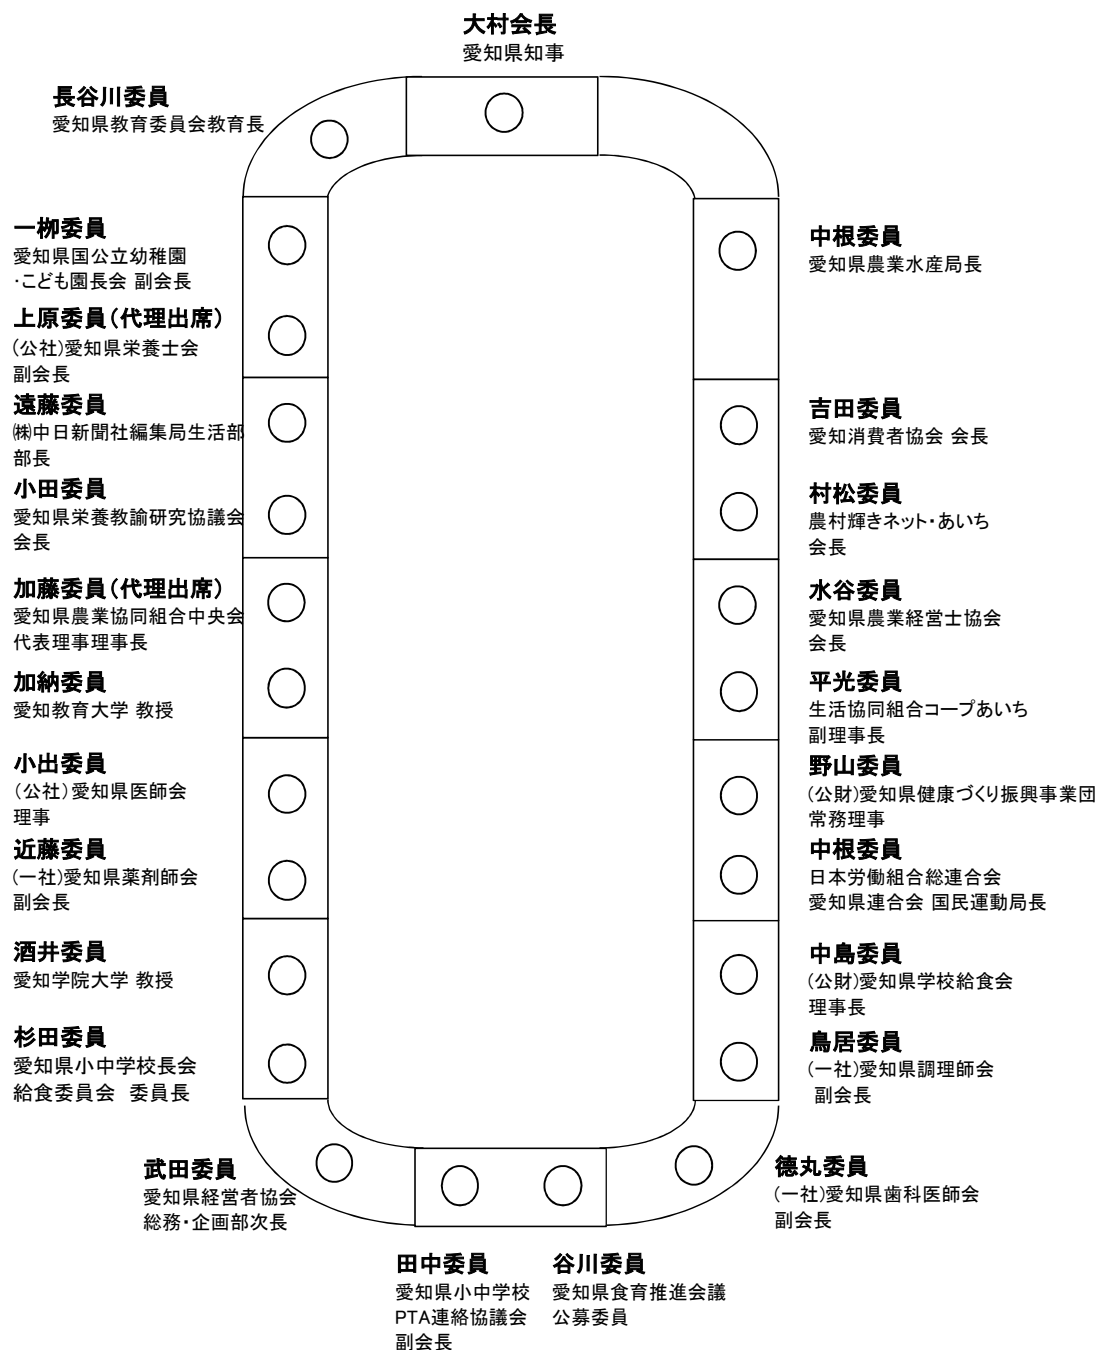 大村会長
愛知県知事
長谷川委員
愛知県教育委員会教育長
一柳委員
愛知県国公立幼稚園
・こども園長会 副会長
上原委員(代理出席)
(公社)愛知県栄養士会
副会長
遠藤委員
㈱中日新聞社編集局生活部
部長
小田委員
愛知県栄養教諭研究協議会
会長
加藤委員(代理出席)
愛知県農業協同組合中央会
代表理事理事長
加納委員
愛知教育大学 教授
小出委員
(公社)愛知県医師会
理事
近藤委員
(一社)愛知県薬剤師会
副会長
酒井委員
愛知学院大学 教授
杉田委員
愛知県小中学校長会
給食委員会 委員長
武田委員
愛知県経営者協会
総務・企画部次長
田中委員
愛知県小中学校
PTA連絡協議会
副会長
谷川委員
愛知県食育推進会議
公募委員
徳丸委員
(一社)愛知県歯科医師会
副会長
中根委員
愛知県農業水産局長
吉田委員
愛知消費者協会 会長
村松委員
農村輝きネット・あいち
会長
水谷委員
愛知県農業経営士協会
会長
平光委員
生活協同組合コープあいち
副理事長
野山委員
(公財)愛知県健康づくり振興事業団
常務理事
中根委員
日本労働組合総連合会
愛知県連合会 国民運動局長
中島委員
(公財)愛知県学校給食会
理事長
鳥居委員
(一社)愛知県調理師会
副会長